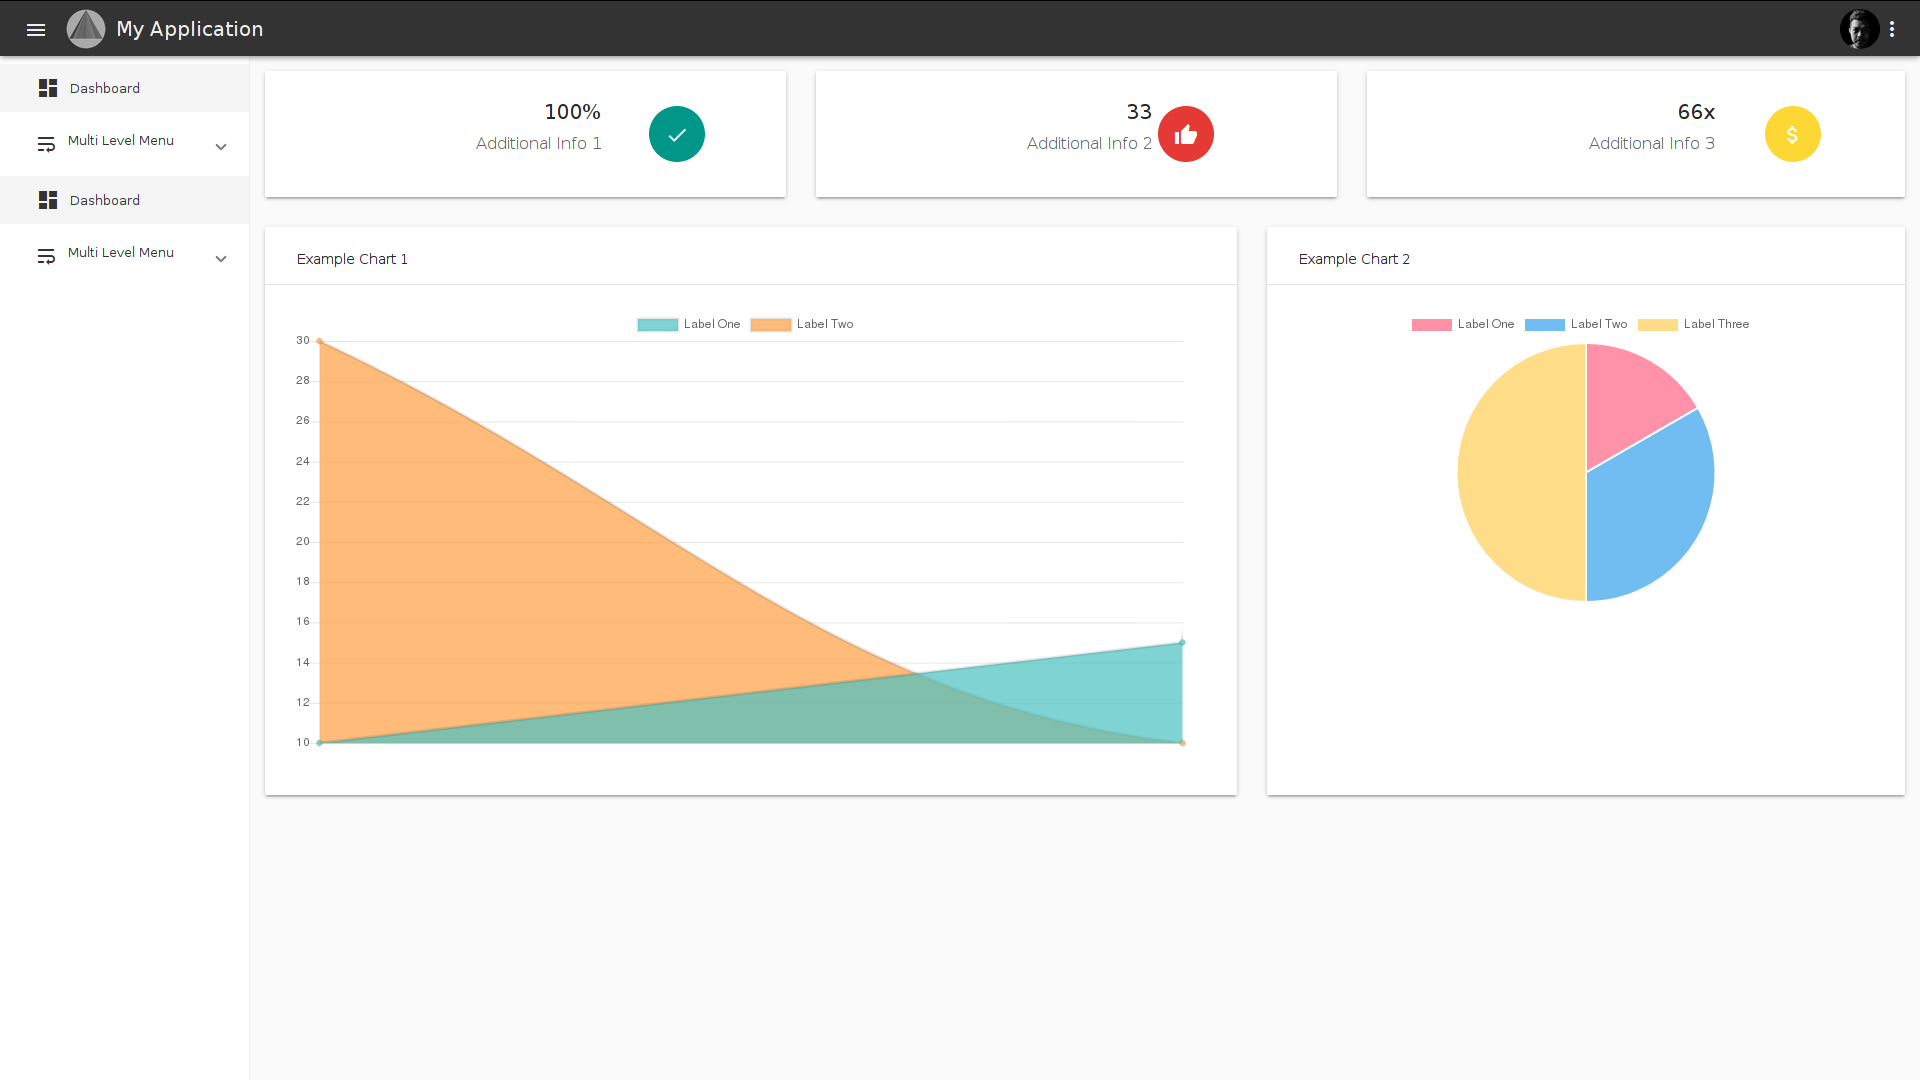 My Application
Dashboard
Multi Level Menu
Dashboard
Multi Level Menu
100%
Additional Info 1
33
Additional Info 2
66x
Additional Info 3
$
Example Chart 1
Label One Label Two
30
28
26
24
22
20
18
16
14
12
10
Example Chart 2
Label One Label Two Label Three